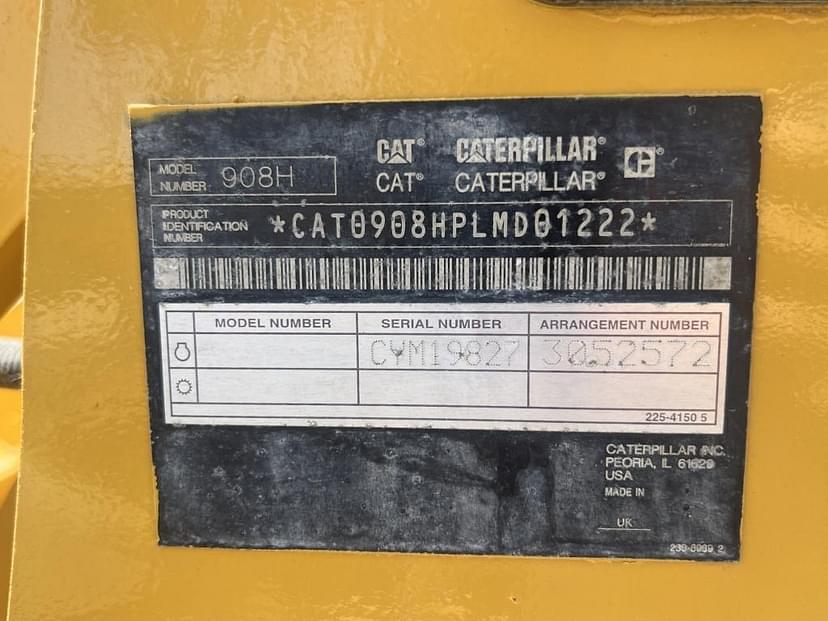 CAT® CATERPILLAR®
CAT® CATERPILLAR®
MODEL NUMBER 908H
PRODUCT IDENTIFICATION NUMBER *CAT0908HPLMD01222*
MODEL NUMBER SERIAL NUMBER ARRANGEMENT NUMBER
CYM19827 3052572
225-4150 5
CATERPILLAR INC.
PEORIA, IL 61629
USA
MADE IN
UK